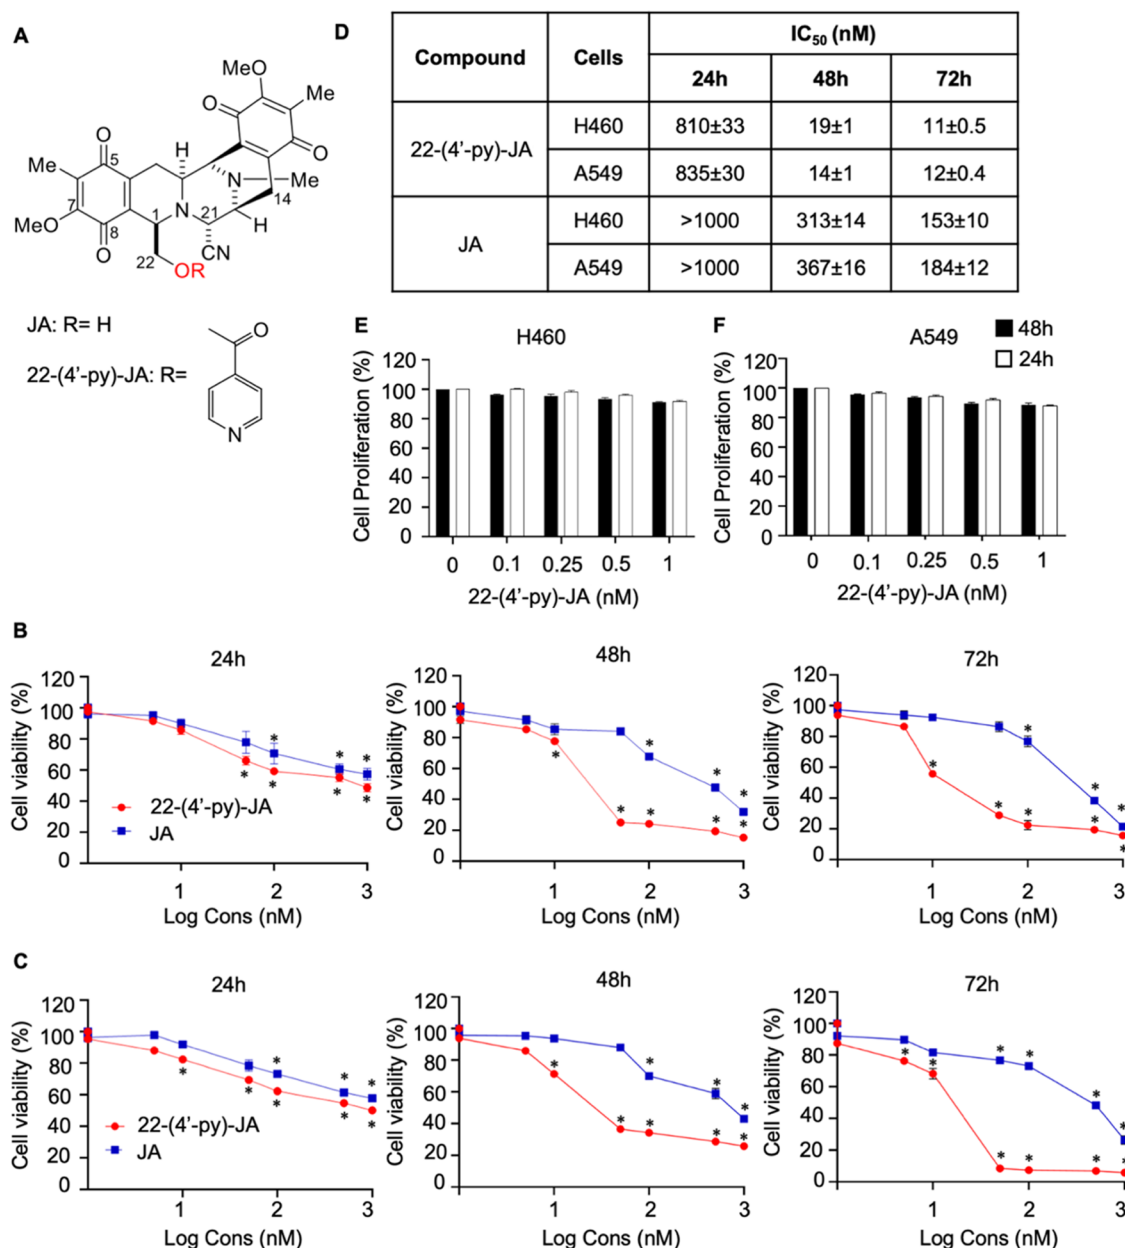 A
MeO
O
Me
O
O
5
H
Me
N
Me
14
7
N
21
H
1
MeO
8
CN
O
22
OR
JA: R= H
22-(4’-py)-JA: R=
O
N
D
Compound Cells IC50 (nM)
24h 48h 72h
22-(4’-py)-JA H460 810±33 19±1 11±0.5
A549 835±30 14±1 12±0.4
JA H460 >1000 313±14 153±10
A549 >1000 367±16 184±12
E
H460
Cell Proliferation (%)
120
100
80
60
40
20
0
0 0.1 0.25 0.5 1
22-(4’-py)-JA (nM)
F
A549
48h
24h
Cell Proliferation (%)
120
100
80
60
40
20
0
0 0.1 0.25 0.5 1
22-(4’-py)-JA (nM)
B
24h
Cell viability (%)
120
100
80
60
40
20
0
* * * * * * *
22-(4’-py)-JA
JA
1 2 3
Log Cons (nM)
48h
Cell viability (%)
120
100
80
60
40
20
0
* * * * * * * *
1 2 3
Log Cons (nM)
72h
Cell viability (%)
120
100
80
60
40
20
0
* * * * * * * *
1 2 3
Log Cons (nM)
C
24h
Cell viability (%)
120
100
80
60
40
20
0
* * * * * * * *
22-(4’-py)-JA
JA
1 2 3
Log Cons (nM)
48h
Cell viability (%)
120
100
80
60
40
20
0
* * * * * * * *
1 2 3
Log Cons (nM)
72h
Cell viability (%)
120
100
80
60
40
20
0
* * * * * * * * * *
1 2 3
Log Cons (nM)